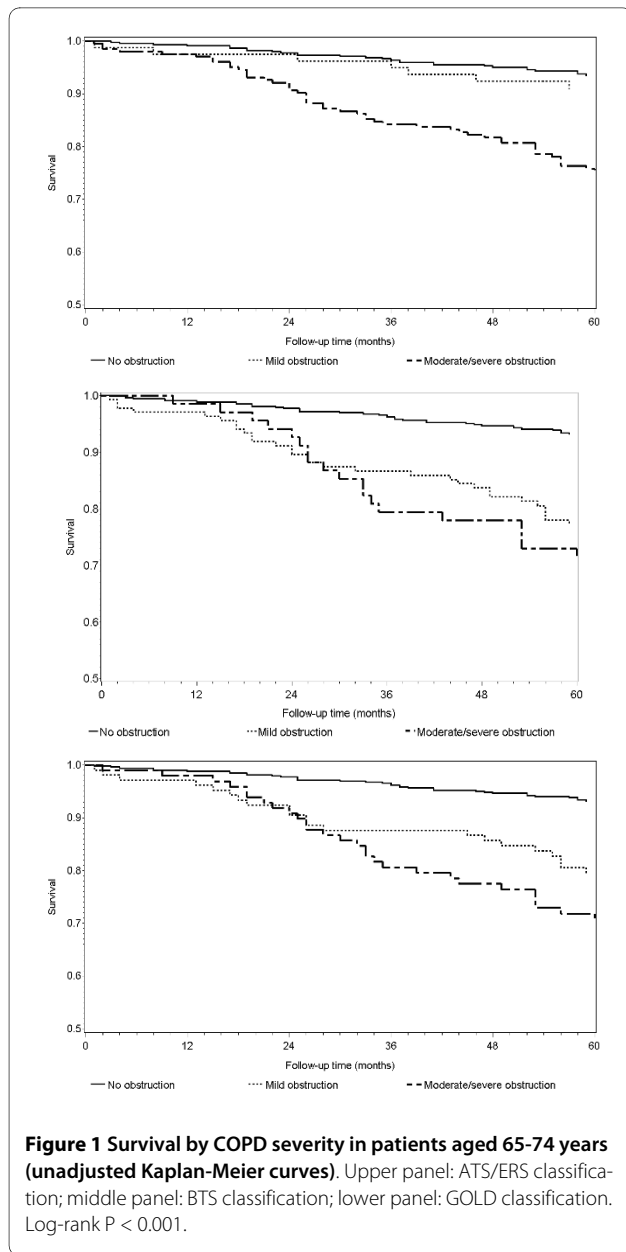 1.0
0.9
0.8
0.7
0.6
0.5
Survival
0 12 24 36 48 60
Follow-up time (months)
No obstruction Mild obstruction Moderate/severe obstruction
1.0
0.9
0.8
0.7
0.6
0.5
Survival
0 12 24 36 48 60
Follow-up time (months)
No obstruction Mild obstruction Moderate/severe obstruction
1.0
0.9
0.8
0.7
0.6
0.5
Survival
0 12 24 36 48 60
Follow-up time (months)
No obstruction Mild obstruction Moderate/severe obstruction
Figure 1 Survival by COPD severity in patients aged 65-74 years
(unadjusted Kaplan-Meier curves). Upper panel: ATS/ERS classifica-
tion; middle panel: BTS classification; lower panel: GOLD classification.
Log-rank P < 0.001.